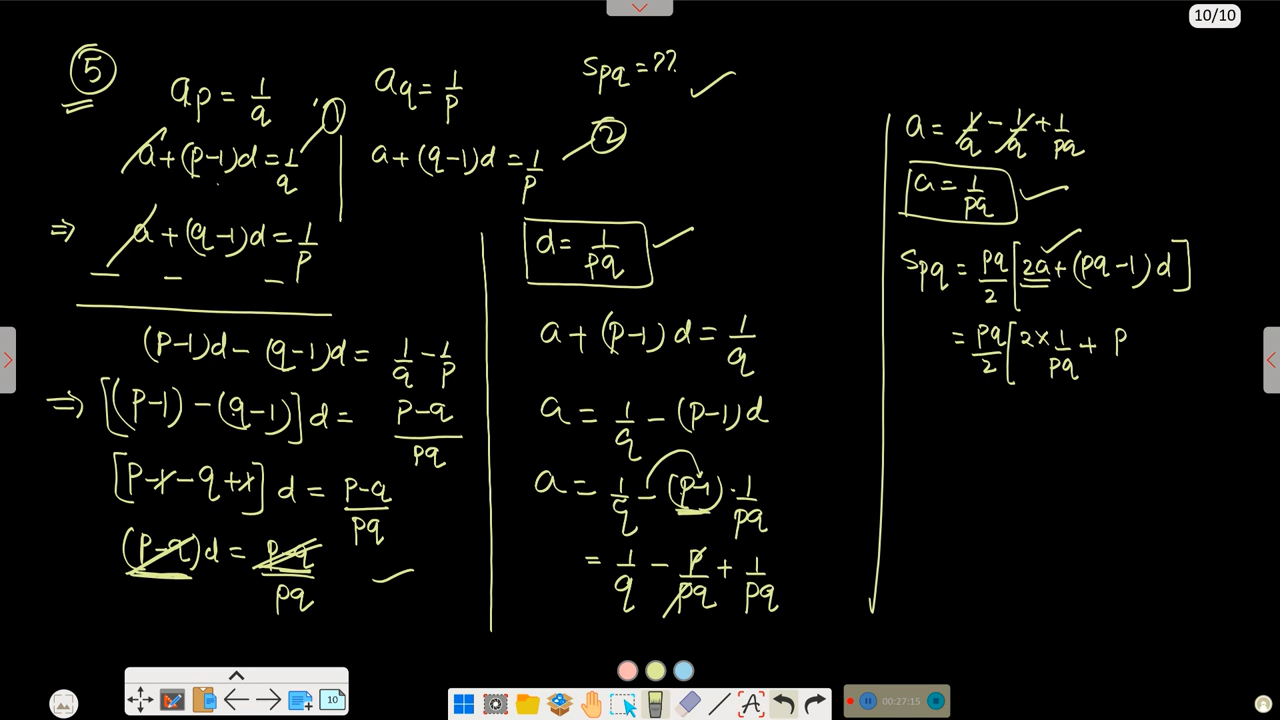 10/10
5
ap = 1/q
aq = 1/p
Spq = ??
a + (p-1)d = 1/q 1
a + (q-1)d = 1/p 2
⇒ a + (q-1)d = 1/p
— — —
(p-1)d - (q-1)d = 1/q - 1/p
⇒ [(p-1) - (q-1)] d = p-q/pq
[p-1-q+1] d = p-q/pq
(p-q)d = p-q/pq
d = 1/pq
a + (p-1)d = 1/q
a = 1/q - (p-1)d
a = 1/q - (p-1) · 1/pq
= 1/q - p/pq + 1/pq
a = 1/q - 1/q + 1/pq
a = 1/pq
Spq = pq/2 [2a + (pq-1)d]
= pq/2 [2 × 1/pq + p
10
00:27:15